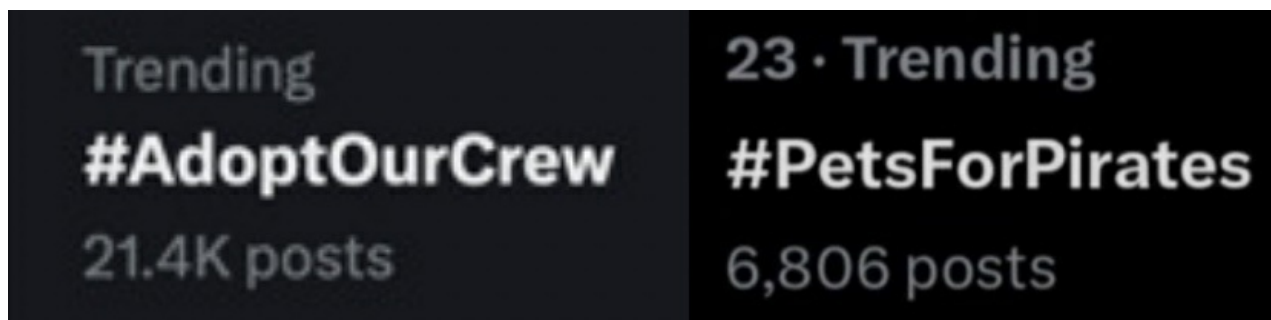 Trending
#AdoptOurCrew
21.4K posts
23 · Trending
#PetsForPirates
6,806 posts